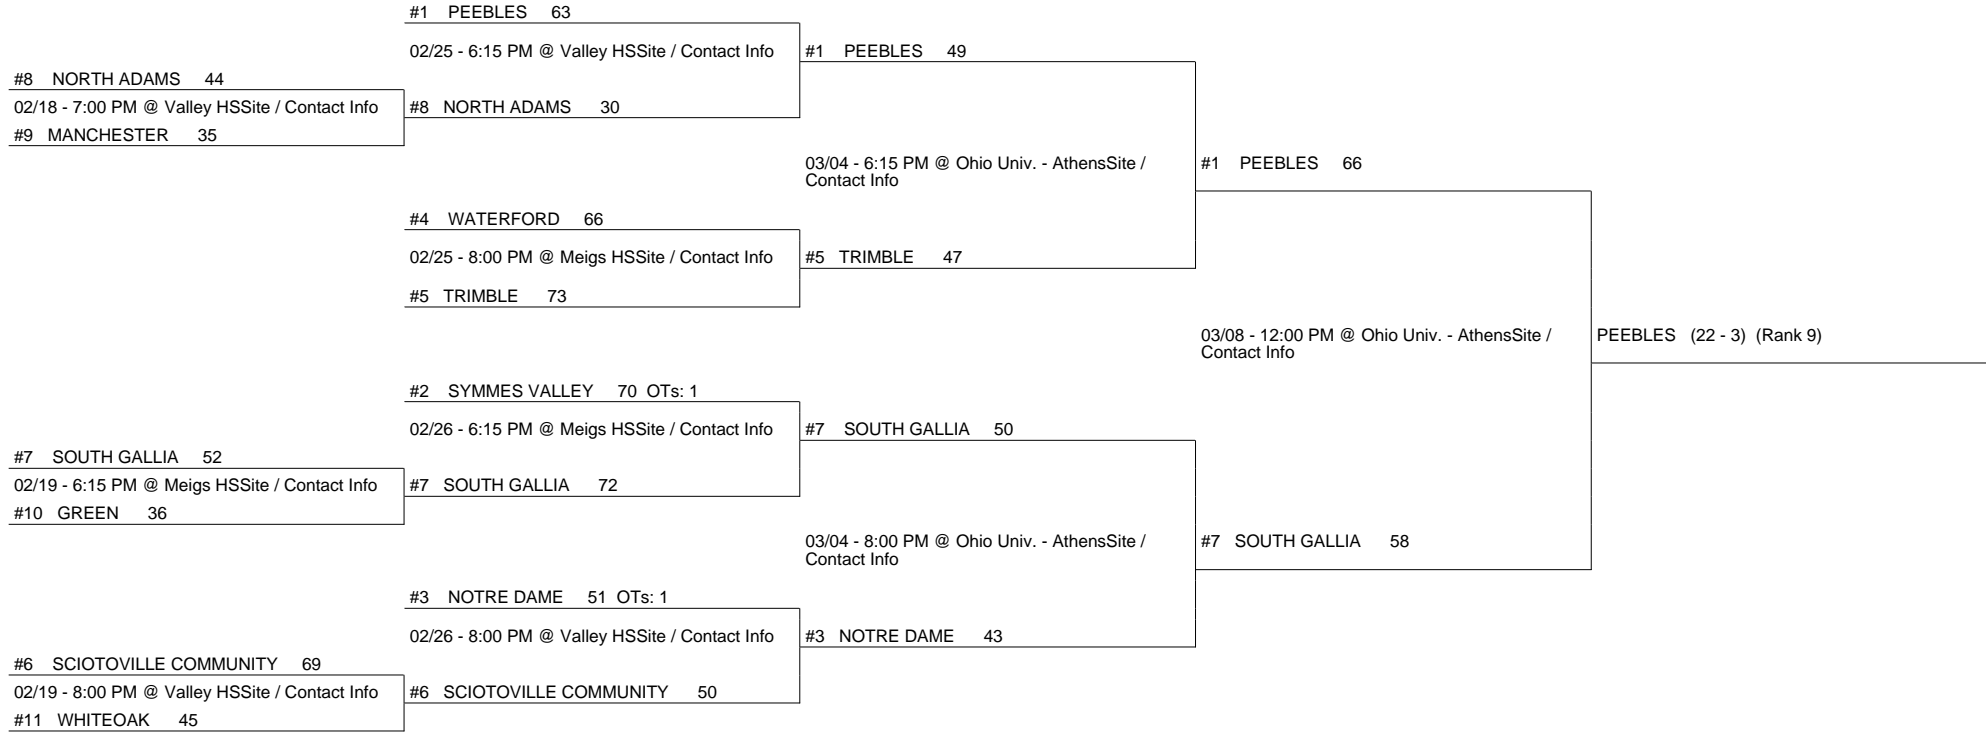 #1 PEEBLES 63
02/25 - 6:15 PM @ Valley HSSite / Contact Info
#1 PEEBLES 49
#8 NORTH ADAMS 44
02/18 - 7:00 PM @ Valley HSSite / Contact Info
#8 NORTH ADAMS 30
#9 MANCHESTER 35
03/04 - 6:15 PM @ Ohio Univ. - AthensSite /
Contact Info
#1 PEEBLES 66
#4 WATERFORD 66
02/25 - 8:00 PM @ Meigs HSSite / Contact Info
#5 TRIMBLE 47
#5 TRIMBLE 73
03/08 - 12:00 PM @ Ohio Univ. - AthensSite /
Contact Info
PEEBLES (22 - 3) (Rank 9)
#2 SYMMES VALLEY 70 OTs: 1
02/26 - 6:15 PM @ Meigs HSSite / Contact Info
#7 SOUTH GALLIA 50
#7 SOUTH GALLIA 52
02/19 - 6:15 PM @ Meigs HSSite / Contact Info
#7 SOUTH GALLIA 72
#10 GREEN 36
03/04 - 8:00 PM @ Ohio Univ. - AthensSite /
Contact Info
#7 SOUTH GALLIA 58
#3 NOTRE DAME 51 OTs: 1
02/26 - 8:00 PM @ Valley HSSite / Contact Info
#3 NOTRE DAME 43
#6 SCIOTOVILLE COMMUNITY 69
02/19 - 8:00 PM @ Valley HSSite / Contact Info
#6 SCIOTOVILLE COMMUNITY 50
#11 WHITEOAK 45